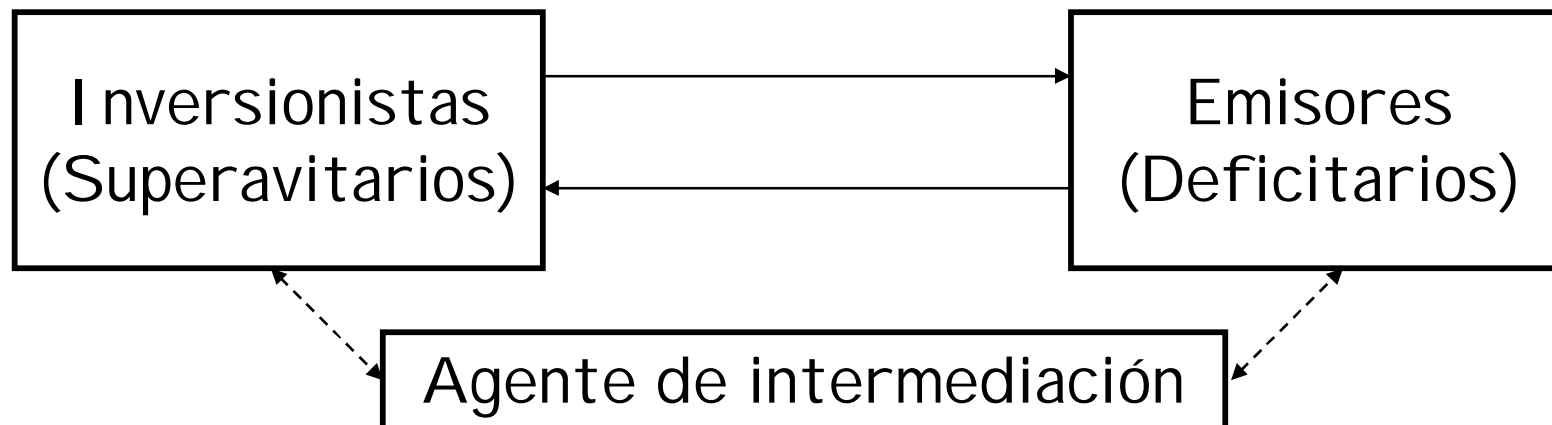 Inversionistas
(Superavitarios)
Emisores
(Deficitarios)
Agente de intermediación